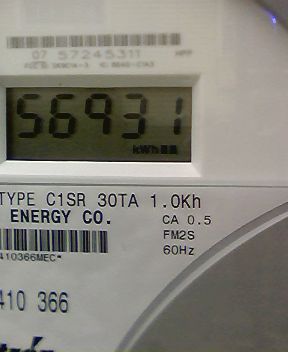 07 57245311
56931
kWh
TYPE C1SR 30TA 1.0Kh
ENERGY CO. CA 0.5
FM2S
410366MEC* 60Hz
410 366